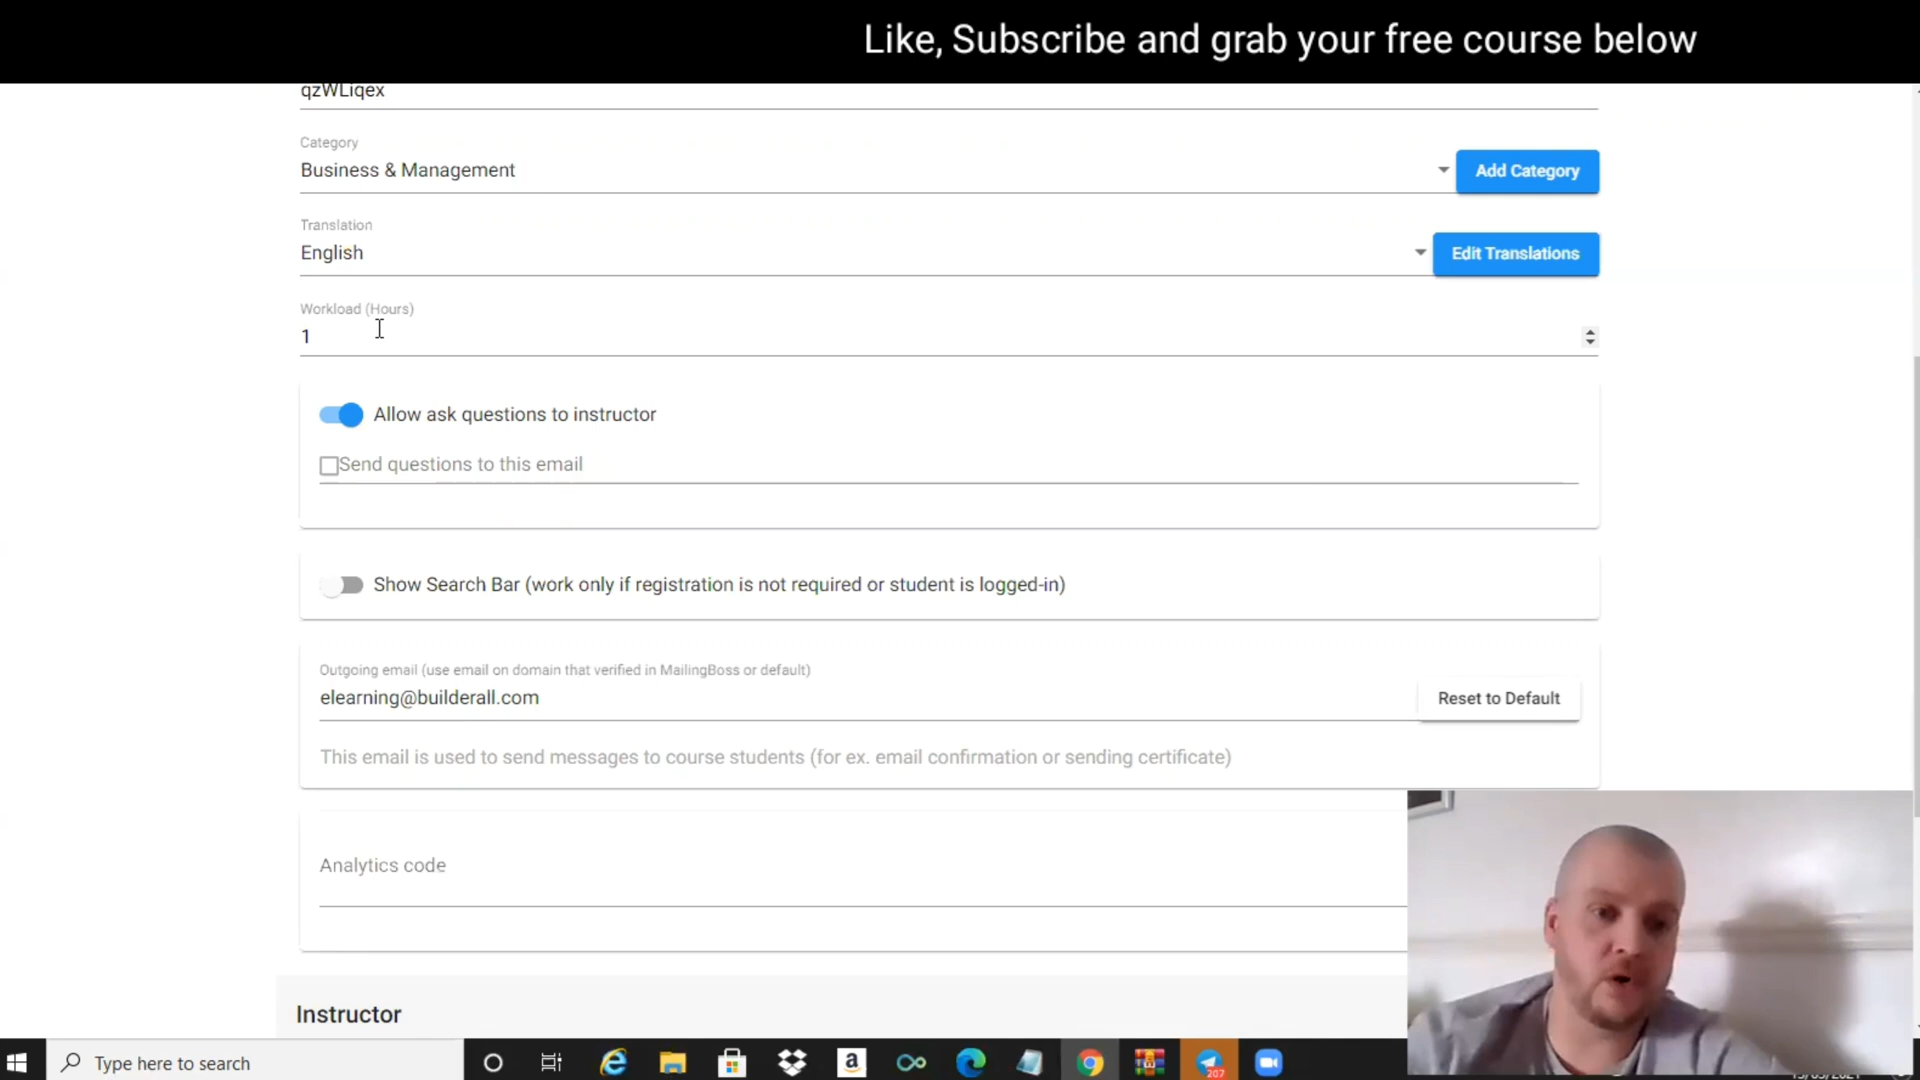 Like, Subscribe and grab your free course below
qzWLiqex
Category
Business & Management
Add Category
Translation
English
Edit Translations
Workload (Hours)
1
Allow ask questions to instructor
Send questions to this email
Show Search Bar (work only if registration is not required or student is logged-in)
Outgoing email (use email on domain that verified in MailingBoss or default)
elearning@builderall.com
Reset to Default
This email is used to send messages to course students (for ex. email confirmation or sending certificate)
Analytics code
Instructor
Type here to search
a
207